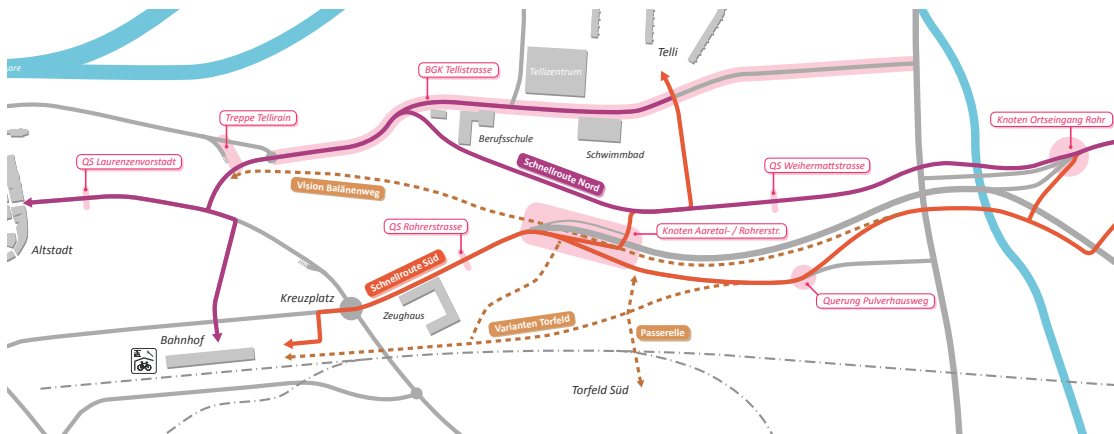 Telli
BGK Tellistrasse
Tellizentrum
Treppe Tellirain
Knoten Ortseingang Rohr
Berufsschule
Schwimmbad
QS Laurenzenvorstadt
Schnellroute Nord
QS Weihermattstrasse
Vision Balänenweg
QS Rohrerstrasse
Knoten Aaretal- / Rohrerstr.
Altstadt
Schnellroute Süd
Kreuzplatz
Zeughaus
Querung Pulverhausweg
Varianten Torfeld
Passerelle
Bahnhof
Torfeld Süd